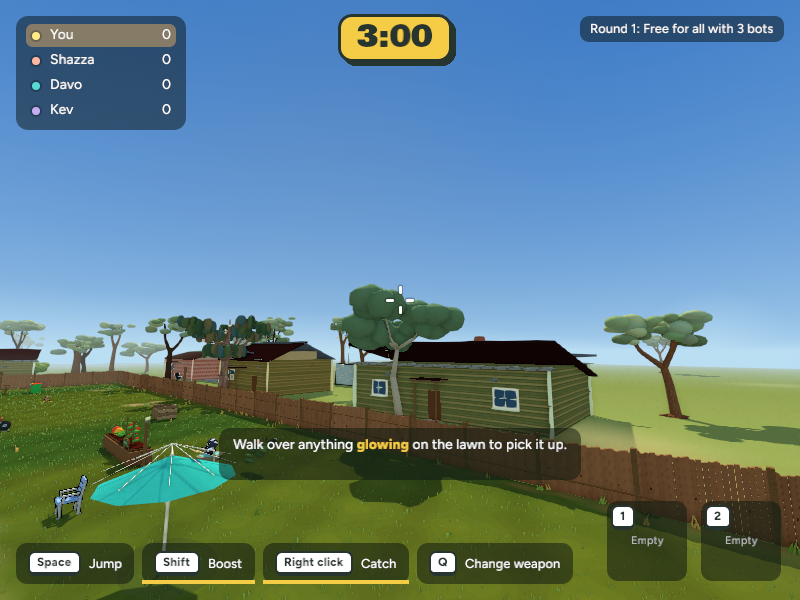 You 0
Shazza 0
Davo 0
Kev 0
3:00
Round 1: Free for all with 3 bots
Walk over anything glowing on the lawn to pick it up.
1 Empty
2 Empty
Space Jump
Shift Boost
Right click Catch
Q Change weapon